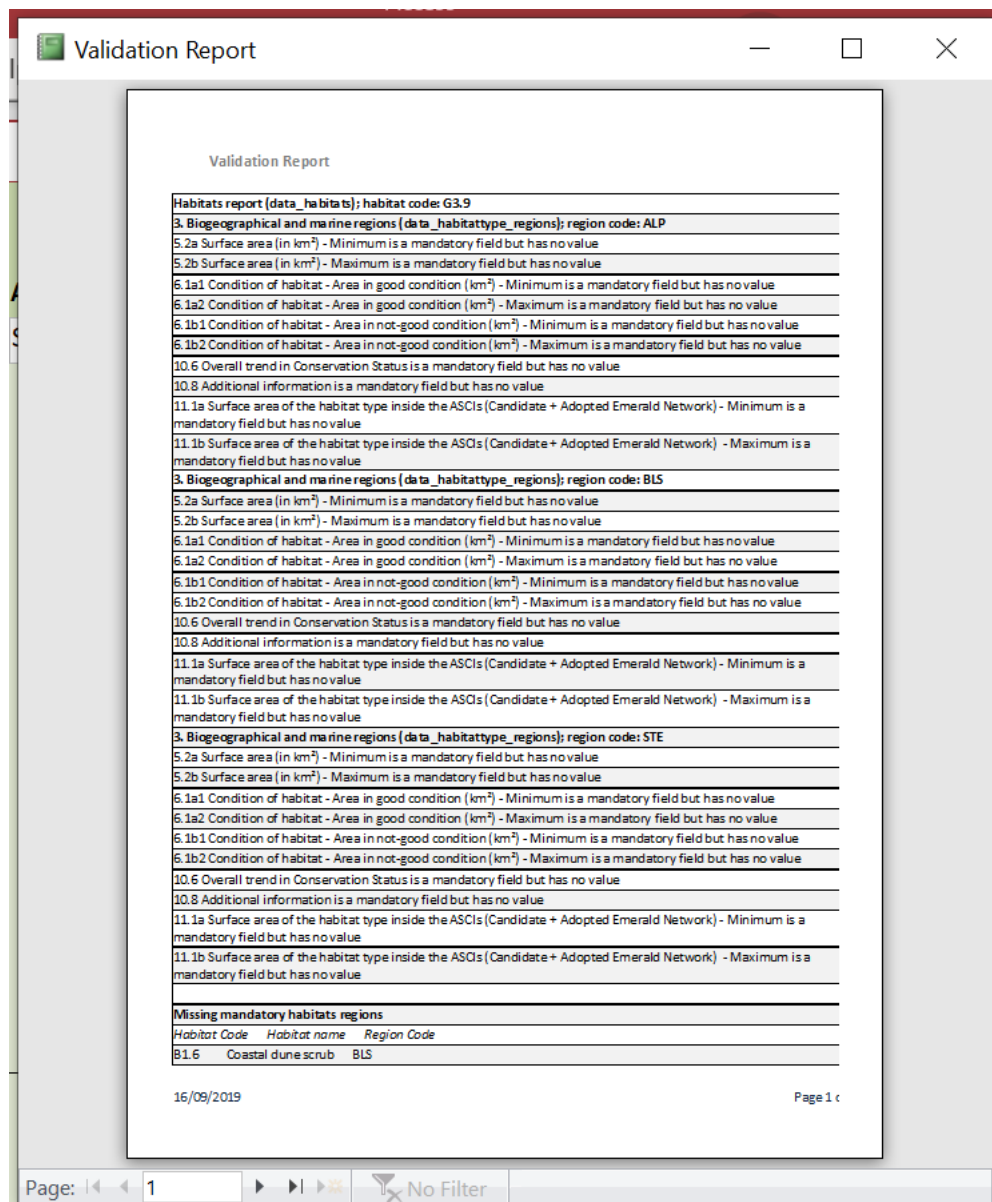 Validation Report
Validation Report
Habitats report (data_habitats); habitat code: G3.9
3. Biogeographical and marine regions (data_habitattype_regions); region code: ALP
5.2a Surface area (in km²) - Minimum is a mandatory field but has no value
5.2b Surface area (in km²) - Maximum is a mandatory field but has no value
6.1a1 Condition of habitat - Area in good condition (km²) - Minimum is a mandatory field but has no value
6.1a2 Condition of habitat - Area in good condition (km²) - Maximum is a mandatory field but has no value
6.1b1 Condition of habitat - Area in not-good condition (km²) - Minimum is a mandatory field but has no value
6.1b2 Condition of habitat - Area in not-good condition (km²) - Maximum is a mandatory field but has no value
10.6 Overall trend in Conservation Status is a mandatory field but has no value
10.8 Additional information is a mandatory field but has no value
11.1a Surface area of the habitat type inside the ASCIs (Candidate + Adopted Emerald Network) - Minimum is a
mandatory field but has no value
11.1b Surface area of the habitat type inside the ASCIs (Candidate + Adopted Emerald Network) - Maximum is a
mandatory field but has no value
3. Biogeographical and marine regions (data_habitattype_regions); region code: BLS
5.2a Surface area (in km²) - Minimum is a mandatory field but has no value
5.2b Surface area (in km²) - Maximum is a mandatory field but has no value
6.1a1 Condition of habitat - Area in good condition (km²) - Minimum is a mandatory field but has no value
6.1a2 Condition of habitat - Area in good condition (km²) - Maximum is a mandatory field but has no value
6.1b1 Condition of habitat - Area in not-good condition (km²) - Minimum is a mandatory field but has no value
6.1b2 Condition of habitat - Area in not-good condition (km²) - Maximum is a mandatory field but has no value
10.6 Overall trend in Conservation Status is a mandatory field but has no value
10.8 Additional information is a mandatory field but has no value
11.1a Surface area of the habitat type inside the ASCIs (Candidate + Adopted Emerald Network) - Minimum is a
mandatory field but has no value
11.1b Surface area of the habitat type inside the ASCIs (Candidate + Adopted Emerald Network) - Maximum is a
mandatory field but has no value
3. Biogeographical and marine regions (data_habitattype_regions); region code: STE
5.2a Surface area (in km²) - Minimum is a mandatory field but has no value
5.2b Surface area (in km²) - Maximum is a mandatory field but has no value
6.1a1 Condition of habitat - Area in good condition (km²) - Minimum is a mandatory field but has no value
6.1a2 Condition of habitat - Area in good condition (km²) - Maximum is a mandatory field but has no value
6.1b1 Condition of habitat - Area in not-good condition (km²) - Minimum is a mandatory field but has no value
6.1b2 Condition of habitat - Area in not-good condition (km²) - Maximum is a mandatory field but has no value
10.6 Overall trend in Conservation Status is a mandatory field but has no value
10.8 Additional information is a mandatory field but has no value
11.1a Surface area of the habitat type inside the ASCIs (Candidate + Adopted Emerald Network) - Minimum is a
mandatory field but has no value
11.1b Surface area of the habitat type inside the ASCIs (Candidate + Adopted Emerald Network) - Maximum is a
mandatory field but has no value
Missing mandatory habitats regions
Habitat Code Habitat name Region Code
B1.6 Coastal dune scrub BLS
16/09/2019 Page 1
Page: 1 No Filter